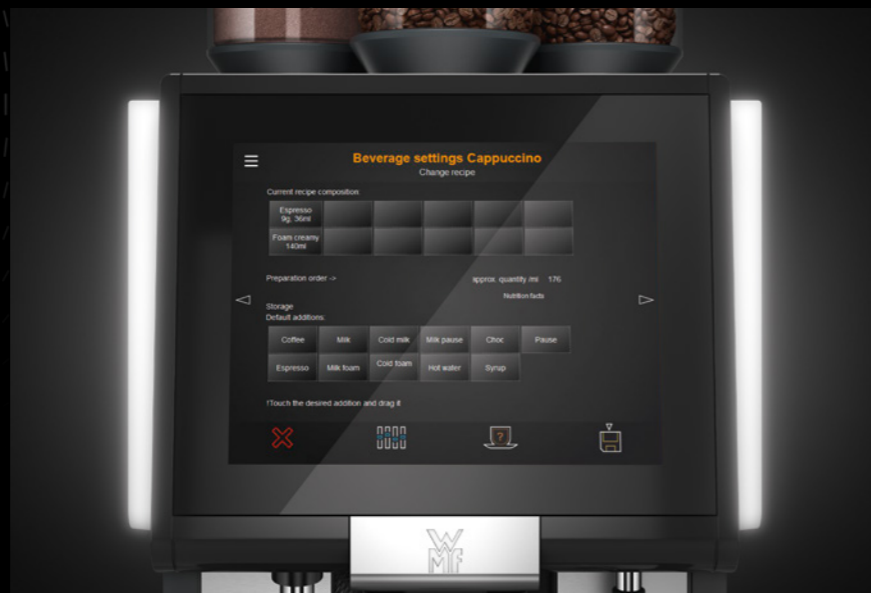 Beverage settings Cappuccino
Change recipe
Current recipe composition
Espresso
9g, 36ml
Foam creamy
140ml
Preparation order ->
approx. quantity /ml 176
Nutrition facts
Storage
Default additions:
Coffee Milk Cold milk Milk pause Choc Pause
Espresso Milk foam Cold foam Hot water Syrup
!Touch the desired addition and drag it
?
WMF